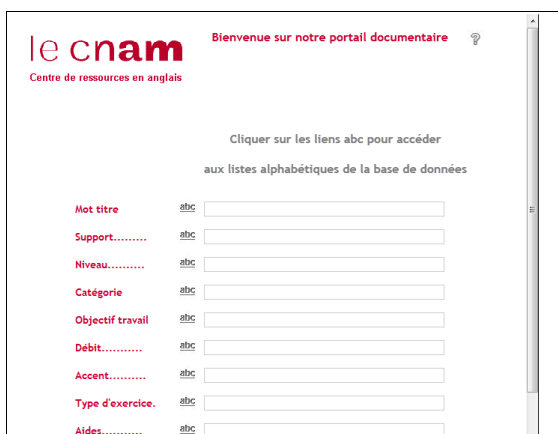 le cnam
Bienvenue sur notre portail documentaire ?
Centre de ressources en anglais
Cliquer sur les liens abc pour accéder
aux listes alphabétiques de la base de données
Mot titre abc
Support......... abc
Niveau.......... abc
Catégorie abc
Objectif travail abc
Débit........... abc
Accent.......... abc
Type d'exercice. abc
Aides........... abc